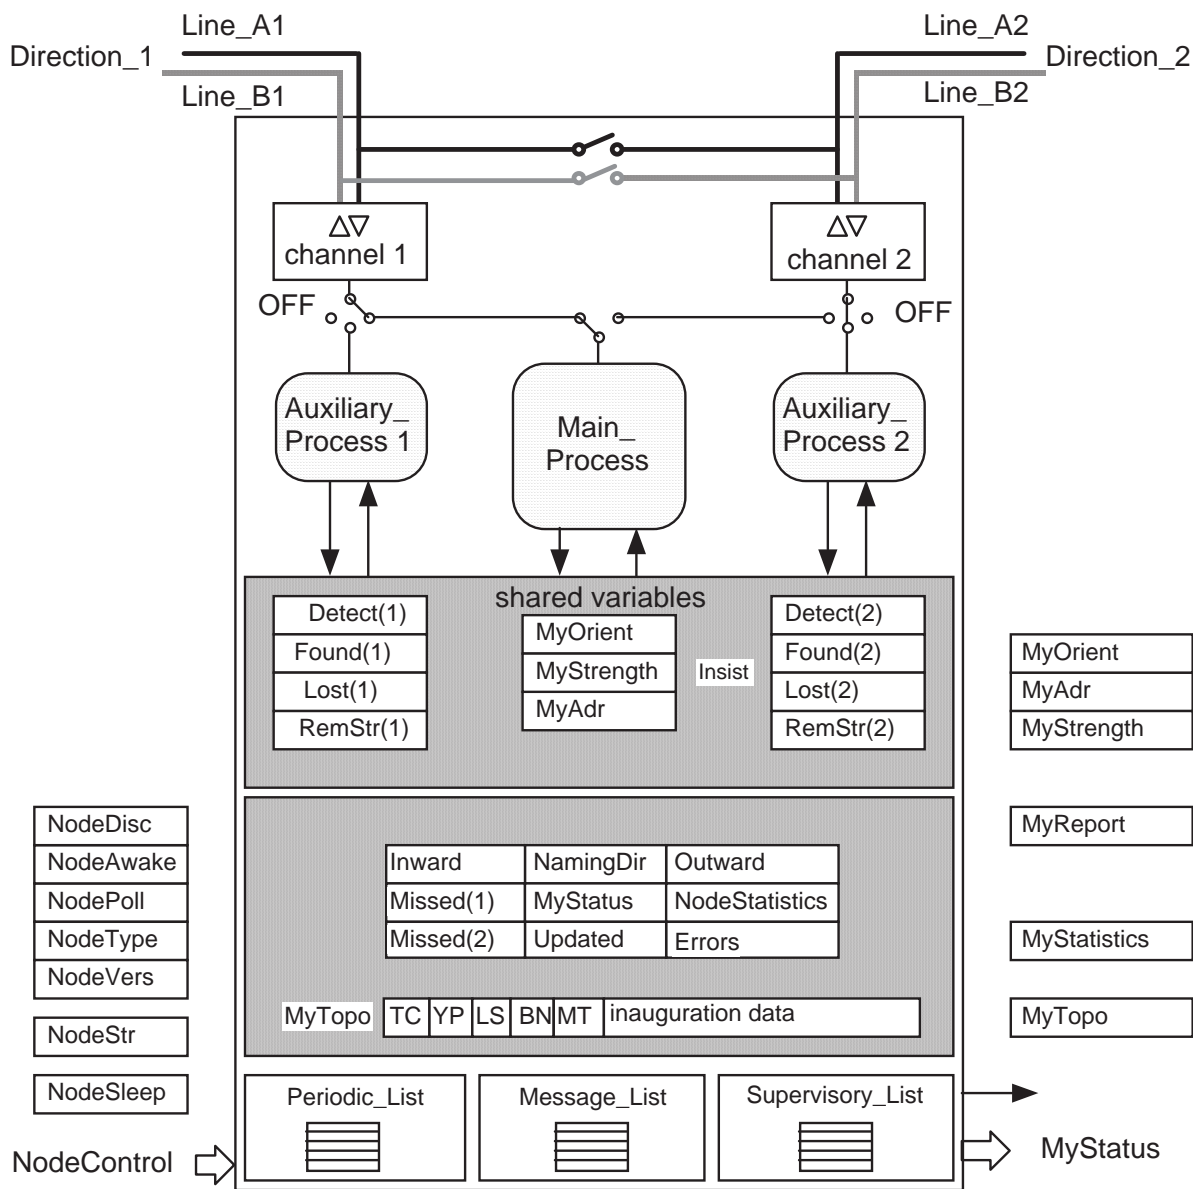 Line_A1
Line_A2
Direction_1
Direction_2
Line_B1
Line_B2
channel 1
channel 2
OFF
OFF
Auxiliary_
Process 1
Main_
Process
Auxiliary_
Process 2
shared variables
Detect(1)
Found(1)
Lost(1)
RemStr(1)
MyOrient
MyStrength
MyAdr
Insist
Detect(2)
Found(2)
Lost(2)
RemStr(2)
MyOrient
MyAdr
MyStrength
NodeDisc
NodeAwake
NodePoll
NodeType
NodeVers
NodeStr
NodeSleep
Inward NamingDir Outward
Missed(1) MyStatus NodeStatistics
Missed(2) Updated Errors
MyTopo TC YP LS BN MT inauguration data
MyReport
MyStatistics
MyTopo
Periodic_List
Message_List
Supervisory_List
NodeControl
MyStatus